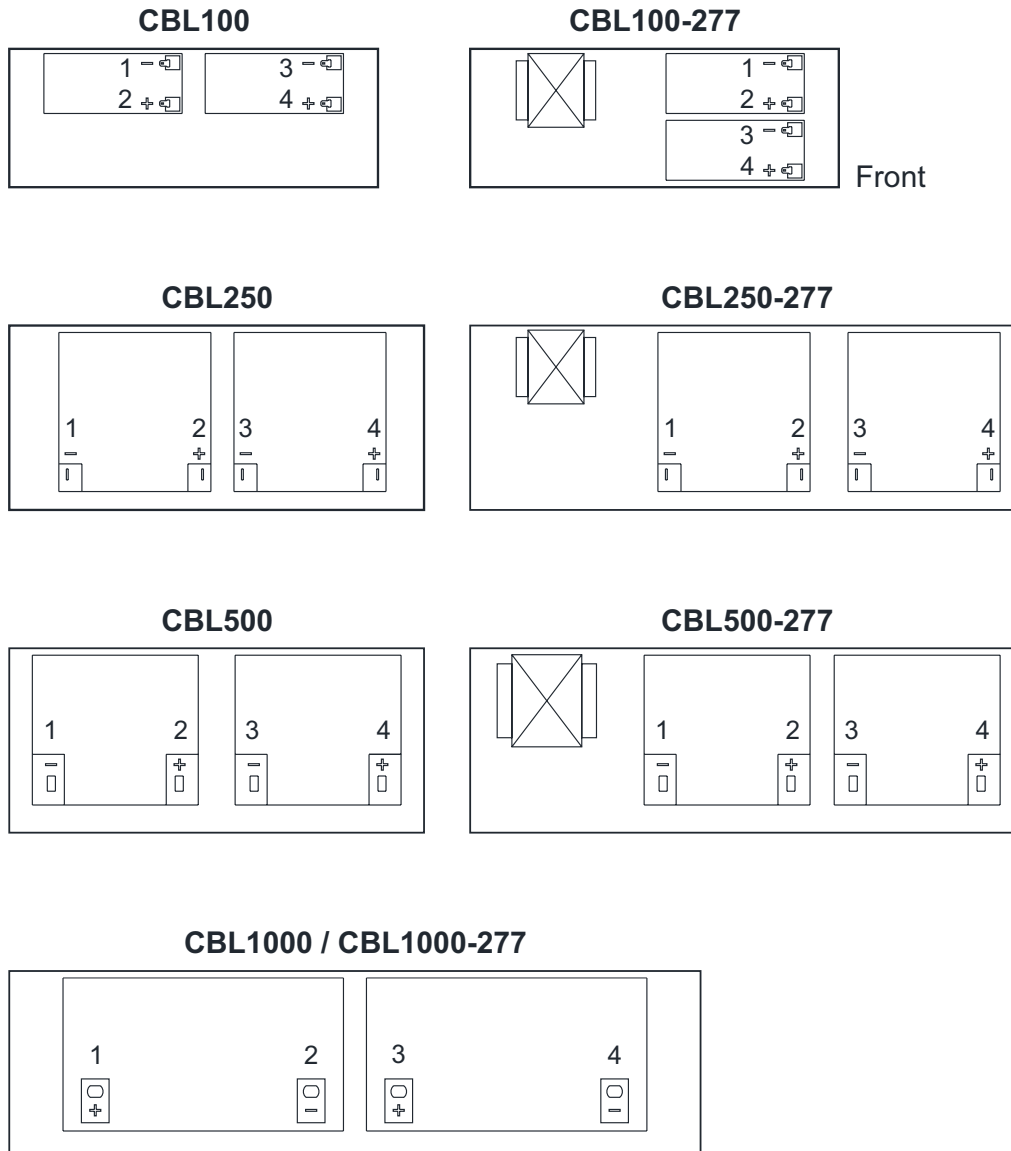 CBL100 CBL100-277
1 − 3 − 1 −
2 + 4 + 2 +
3 −
4 +
Front
CBL250 CBL250-277
1 2 3 4 1 2 3 4
− + − + − + − +
CBL500 CBL500-277
1 2 3 4 1 2 3 4
− + − + − + − +
CBL1000 / CBL1000-277
1 2 3 4
+ − + −